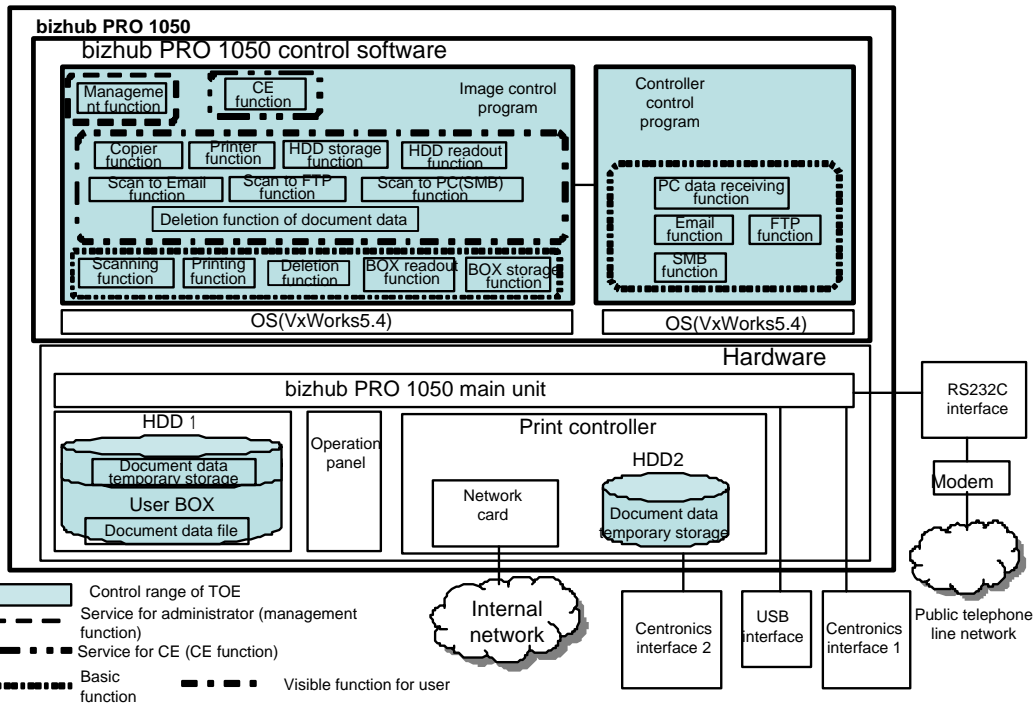 bizhub PRO 1050
bizhub PRO 1050 control software
Manageme
nt function
CE
function
Image control
program
Copier
function
Printer
function
HDD storage
function
HDD readout
function
Scan to Email
function
Scan to FTP
function
Scan to PC(SMB)
function
Deletion function of document data
Scanning
function
Printing
function
Deletion
function
BOX readout
function
BOX storage
function
OS(VxWorks5.4)
Controller
control
program
PC data receiving
function
Email
function
FTP
function
SMB
function
OS(VxWorks5.4)
Hardware
bizhub PRO 1050 main unit
HDD 1
Document data
temporary storage
User BOX
Document data file
Operation
panel
Print controller
HDD2
Network
card
Document data
temporary storage
RS232C
interface
Modem
Public telephone
line network
Internal
network
Centronics
interface 2
USB
interface
Centronics
interface 1
Control range of TOE
Service for administrator (management
function)
Service for CE (CE function)
Basic
function
Visible function for user